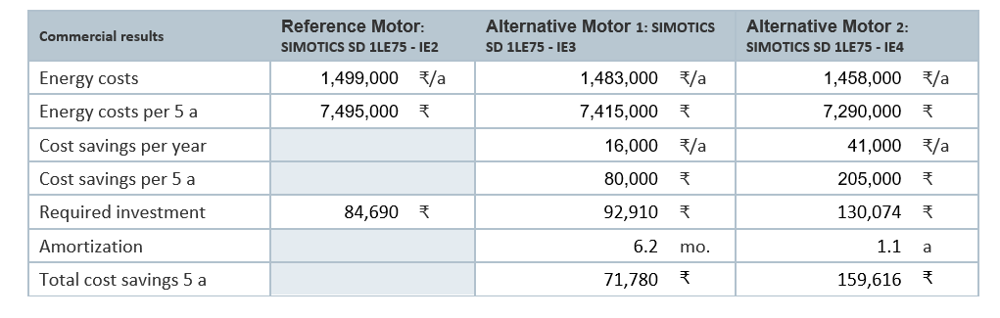 Commercial results Reference Motor: Alternative Motor 1: SIMOTICS Alternative Motor 2:
SIMOTICS SD 1LE75 - IE2 SD 1LE75 - IE3 SIMOTICS SD 1LE75 - IE4
Energy costs 1,499,000 ₹/a 1,483,000 ₹/a 1,458,000 ₹/a
Energy costs per 5 a 7,495,000 ₹ 7,415,000 ₹ 7,290,000 ₹
Cost savings per year 16,000 ₹/a 41,000 ₹/a
Cost savings per 5 a 80,000 ₹ 205,000 ₹
Required investment 84,690 ₹ 92,910 ₹ 130,074 ₹
Amortization 6.2 mo. 1.1 a
Total cost savings 5 a 71,780 ₹ 159,616 ₹